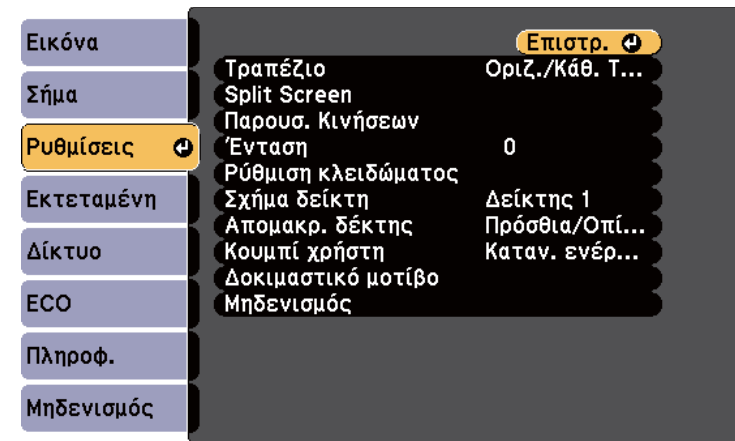 Εικόνα
Σήμα
Ρυθμίσεις
Εκτεταμένη
Δίκτυο
ECO
Πληροφ.
Μηδενισμός
Επιστρ.
Τραπέζιο Οριζ./Κάθ. Τ...
Split Screen
Παρουσ. Κινήσεων
Ένταση 0
Ρύθμιση κλειδώματος
Σχήμα δείκτη Δείκτης 1
Απομακρ. δέκτης Πρόσθια/Οπί...
Κουμπί χρήστη Καταν. ενέρ...
Δοκιμαστικό μοτίβο
Μηδενισμός